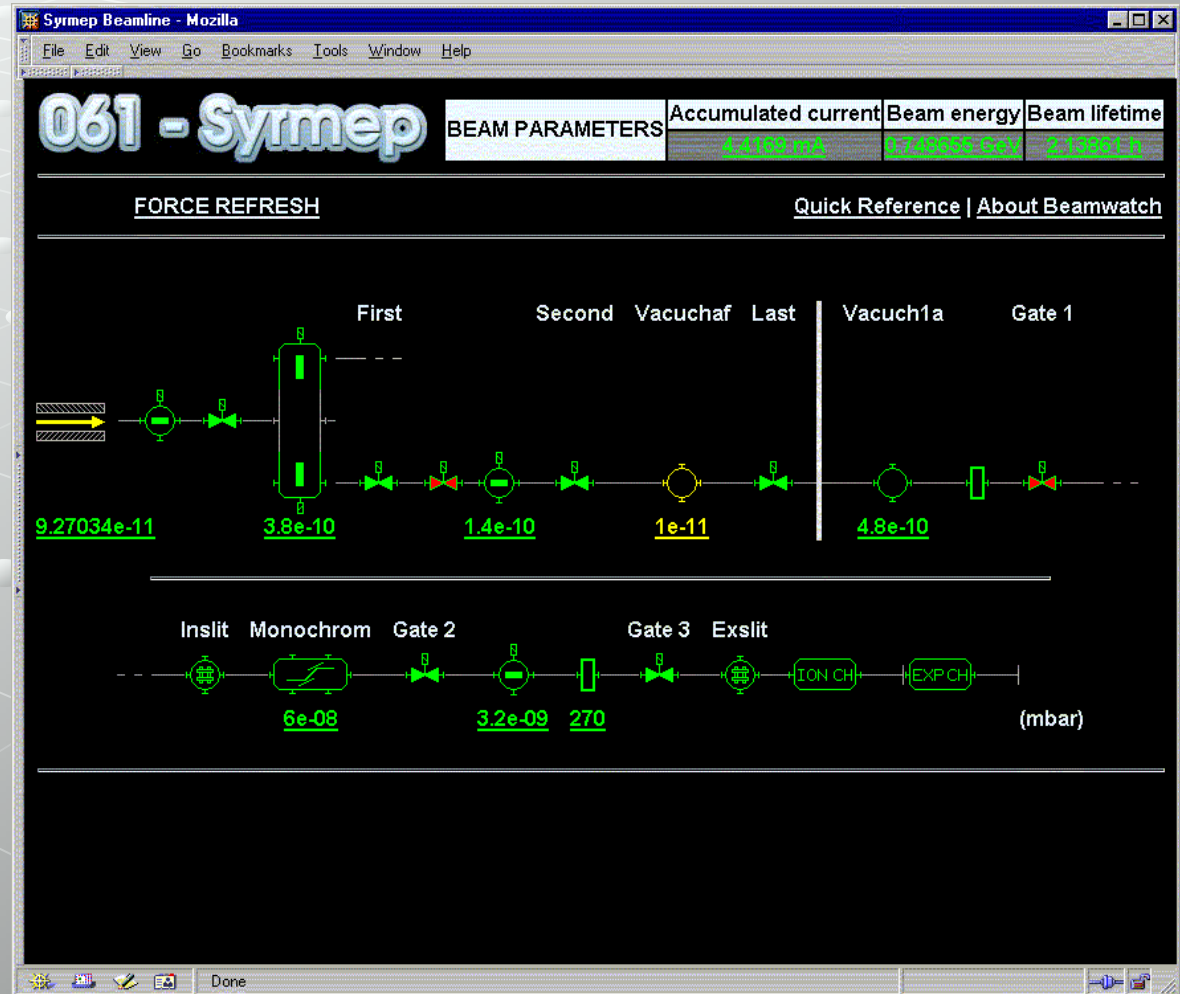 Syrmep Beamline - Mozilla
File Edit View Go Bookmarks Tools Window Help
061 - Syrmep
BEAM PARAMETERS
Accumulated current Beam energy Beam lifetime
4.4169 mA 0.748655 GeV 2.13861 h
FORCE REFRESH
Quick Reference | About Beamwatch
First Second Vacuchaf Last Vacuch1a Gate 1
9.27034e-11 3.8e-10 1.4e-10 1e-11 4.8e-10
Inslit Monochrom Gate 2 Gate 3 Exslit
ION CH EXP CH
6e-08 3.2e-09 270 (mbar)
Done